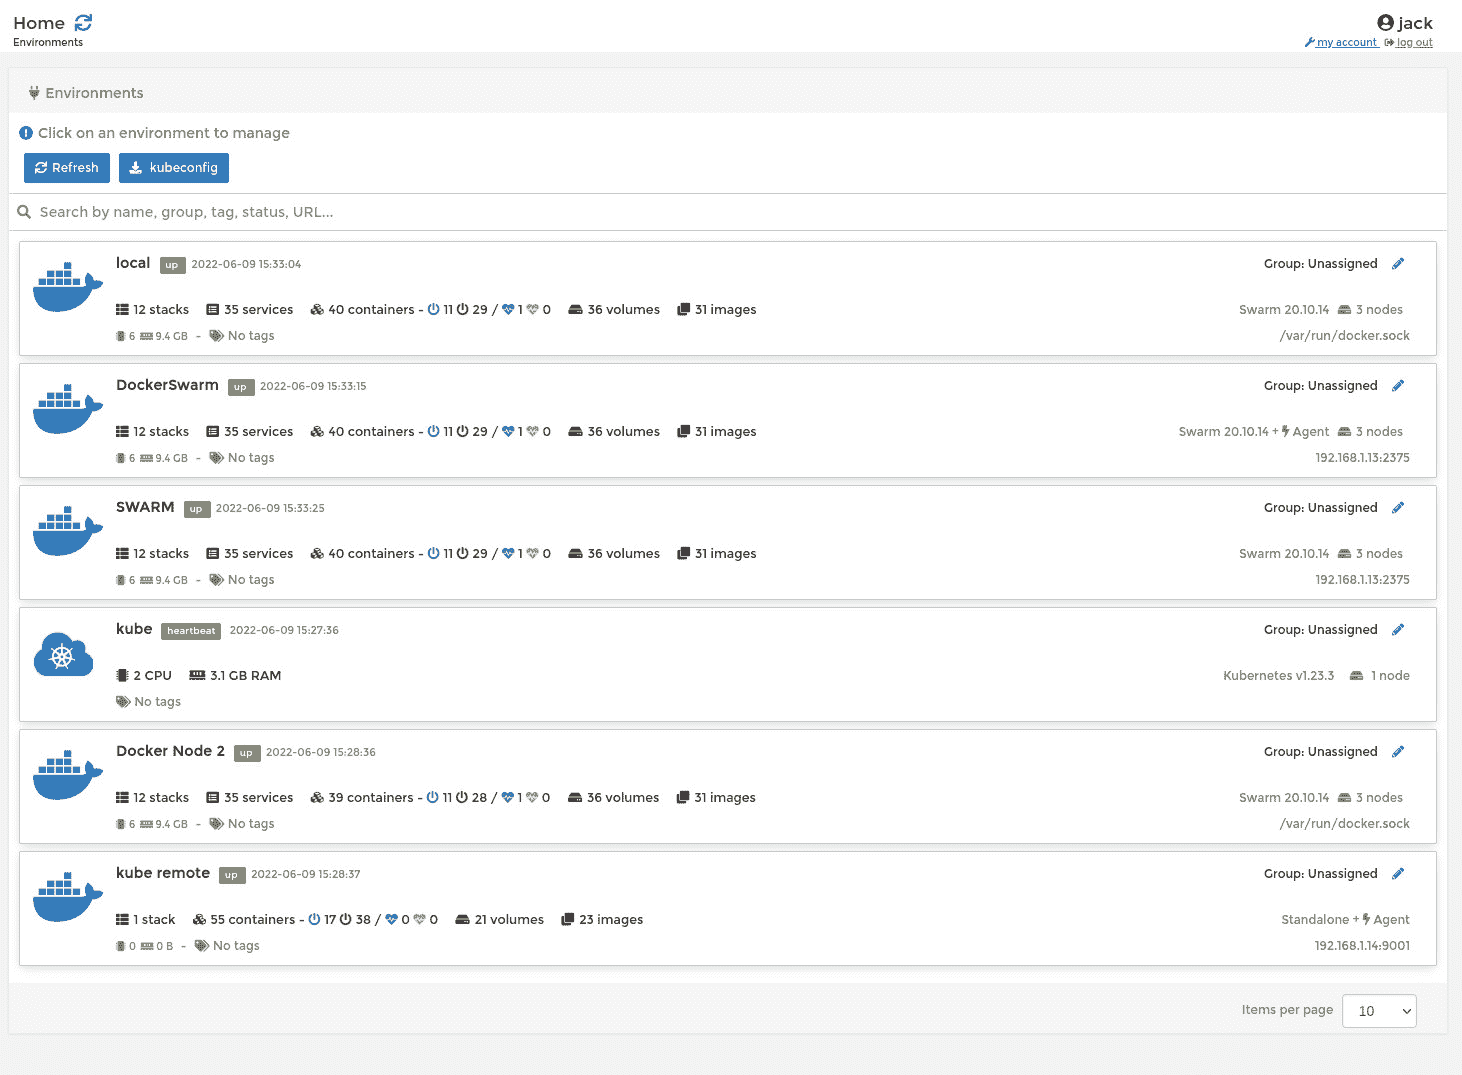 Home
jack
Environments
my account log out
Environments
Click on an environment to manage
Refresh kubeconfig
Search by name, group, tag, status, URL...
local up 2022-06-09 15:33:04 Group: Unassigned
12 stacks 35 services 40 containers - 11 29 / 1 0 36 volumes 31 images Swarm 20.10.14 3 nodes
6 9.4 GB - No tags /var/run/docker.sock
DockerSwarm up 2022-06-09 15:33:15 Group: Unassigned
12 stacks 35 services 40 containers - 11 29 / 1 0 36 volumes 31 images Swarm 20.10.14 + Agent 3 nodes
6 9.4 GB - No tags 192.168.1.13:2375
SWARM up 2022-06-09 15:33:25 Group: Unassigned
12 stacks 35 services 40 containers - 11 29 / 1 0 36 volumes 31 images Swarm 20.10.14 3 nodes
6 9.4 GB - No tags 192.168.1.13:2375
kube heartbeat 2022-06-09 15:27:36 Group: Unassigned
2 CPU 3.1 GB RAM Kubernetes v1.23.3 1 node
No tags
Docker Node 2 up 2022-06-09 15:28:36 Group: Unassigned
12 stacks 35 services 39 containers - 11 28 / 1 0 36 volumes 31 images Swarm 20.10.14 3 nodes
6 9.4 GB - No tags /var/run/docker.sock
kube remote up 2022-06-09 15:28:37 Group: Unassigned
1 stack 55 containers - 17 38 / 0 0 21 volumes 23 images Standalone + Agent
0 0 B - No tags 192.168.1.14:9001
Items per page 10